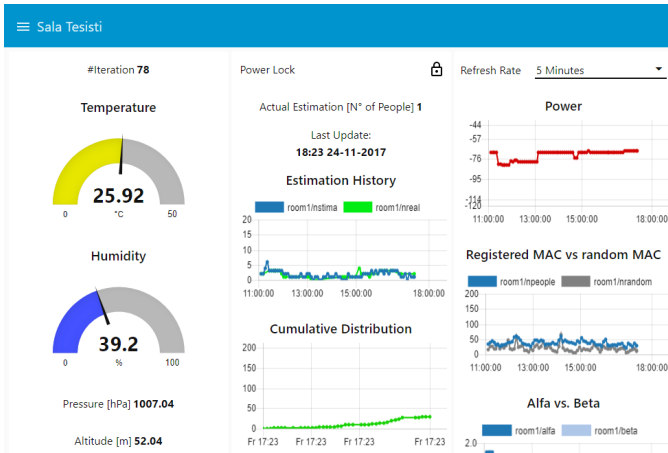 Sala Tesisti
#Iteration 78
Temperature
25.92
0 °C 50
Humidity
39.2
0 % 100
Pressure [hPa] 1007.04
Altitude [m] 52.04
Power Lock
Actual Estimation [N° of People] 1
Last Update:
18:23 24-11-2017
Estimation History
room1/nstima room1/nreal
20
15
10
5
0
11:00:00 13:00:00 15:00:00 18:00:00
Cumulative Distribution
200
150
100
50
0
Fr 17:23 Fr 17:23 Fr 17:23 Fr 17:23
Refresh Rate 5 Minutes
Power
-44
-57
-76
-95
-114
-120
11:00:00 13:00:00 15:00:00 18:00:00
Registered MAC vs random MAC
room1/npeople room1/nrandom
200
150
100
50
0
11:00:00 13:00:00 15:00:00 18:00:00
Alfa vs. Beta
room1/alfa room1/beta
2.0